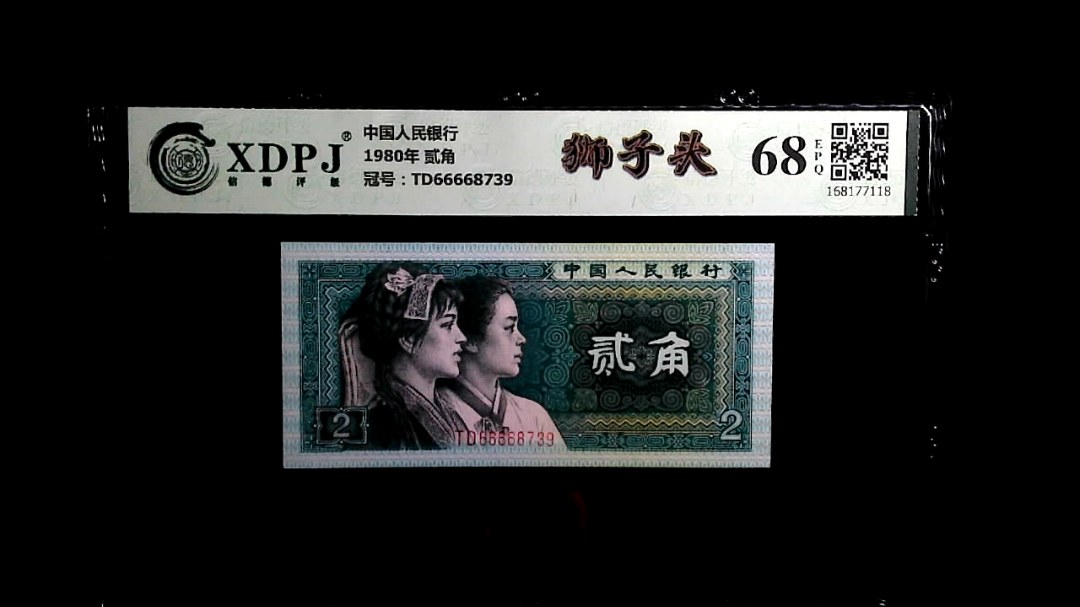 XDPJ®
信德评级
中国人民银行
1980年 贰角
冠号：TD66668739
狮子头
68
EPQ
168177118
中国人民银行
贰角
2
2
TD66668739